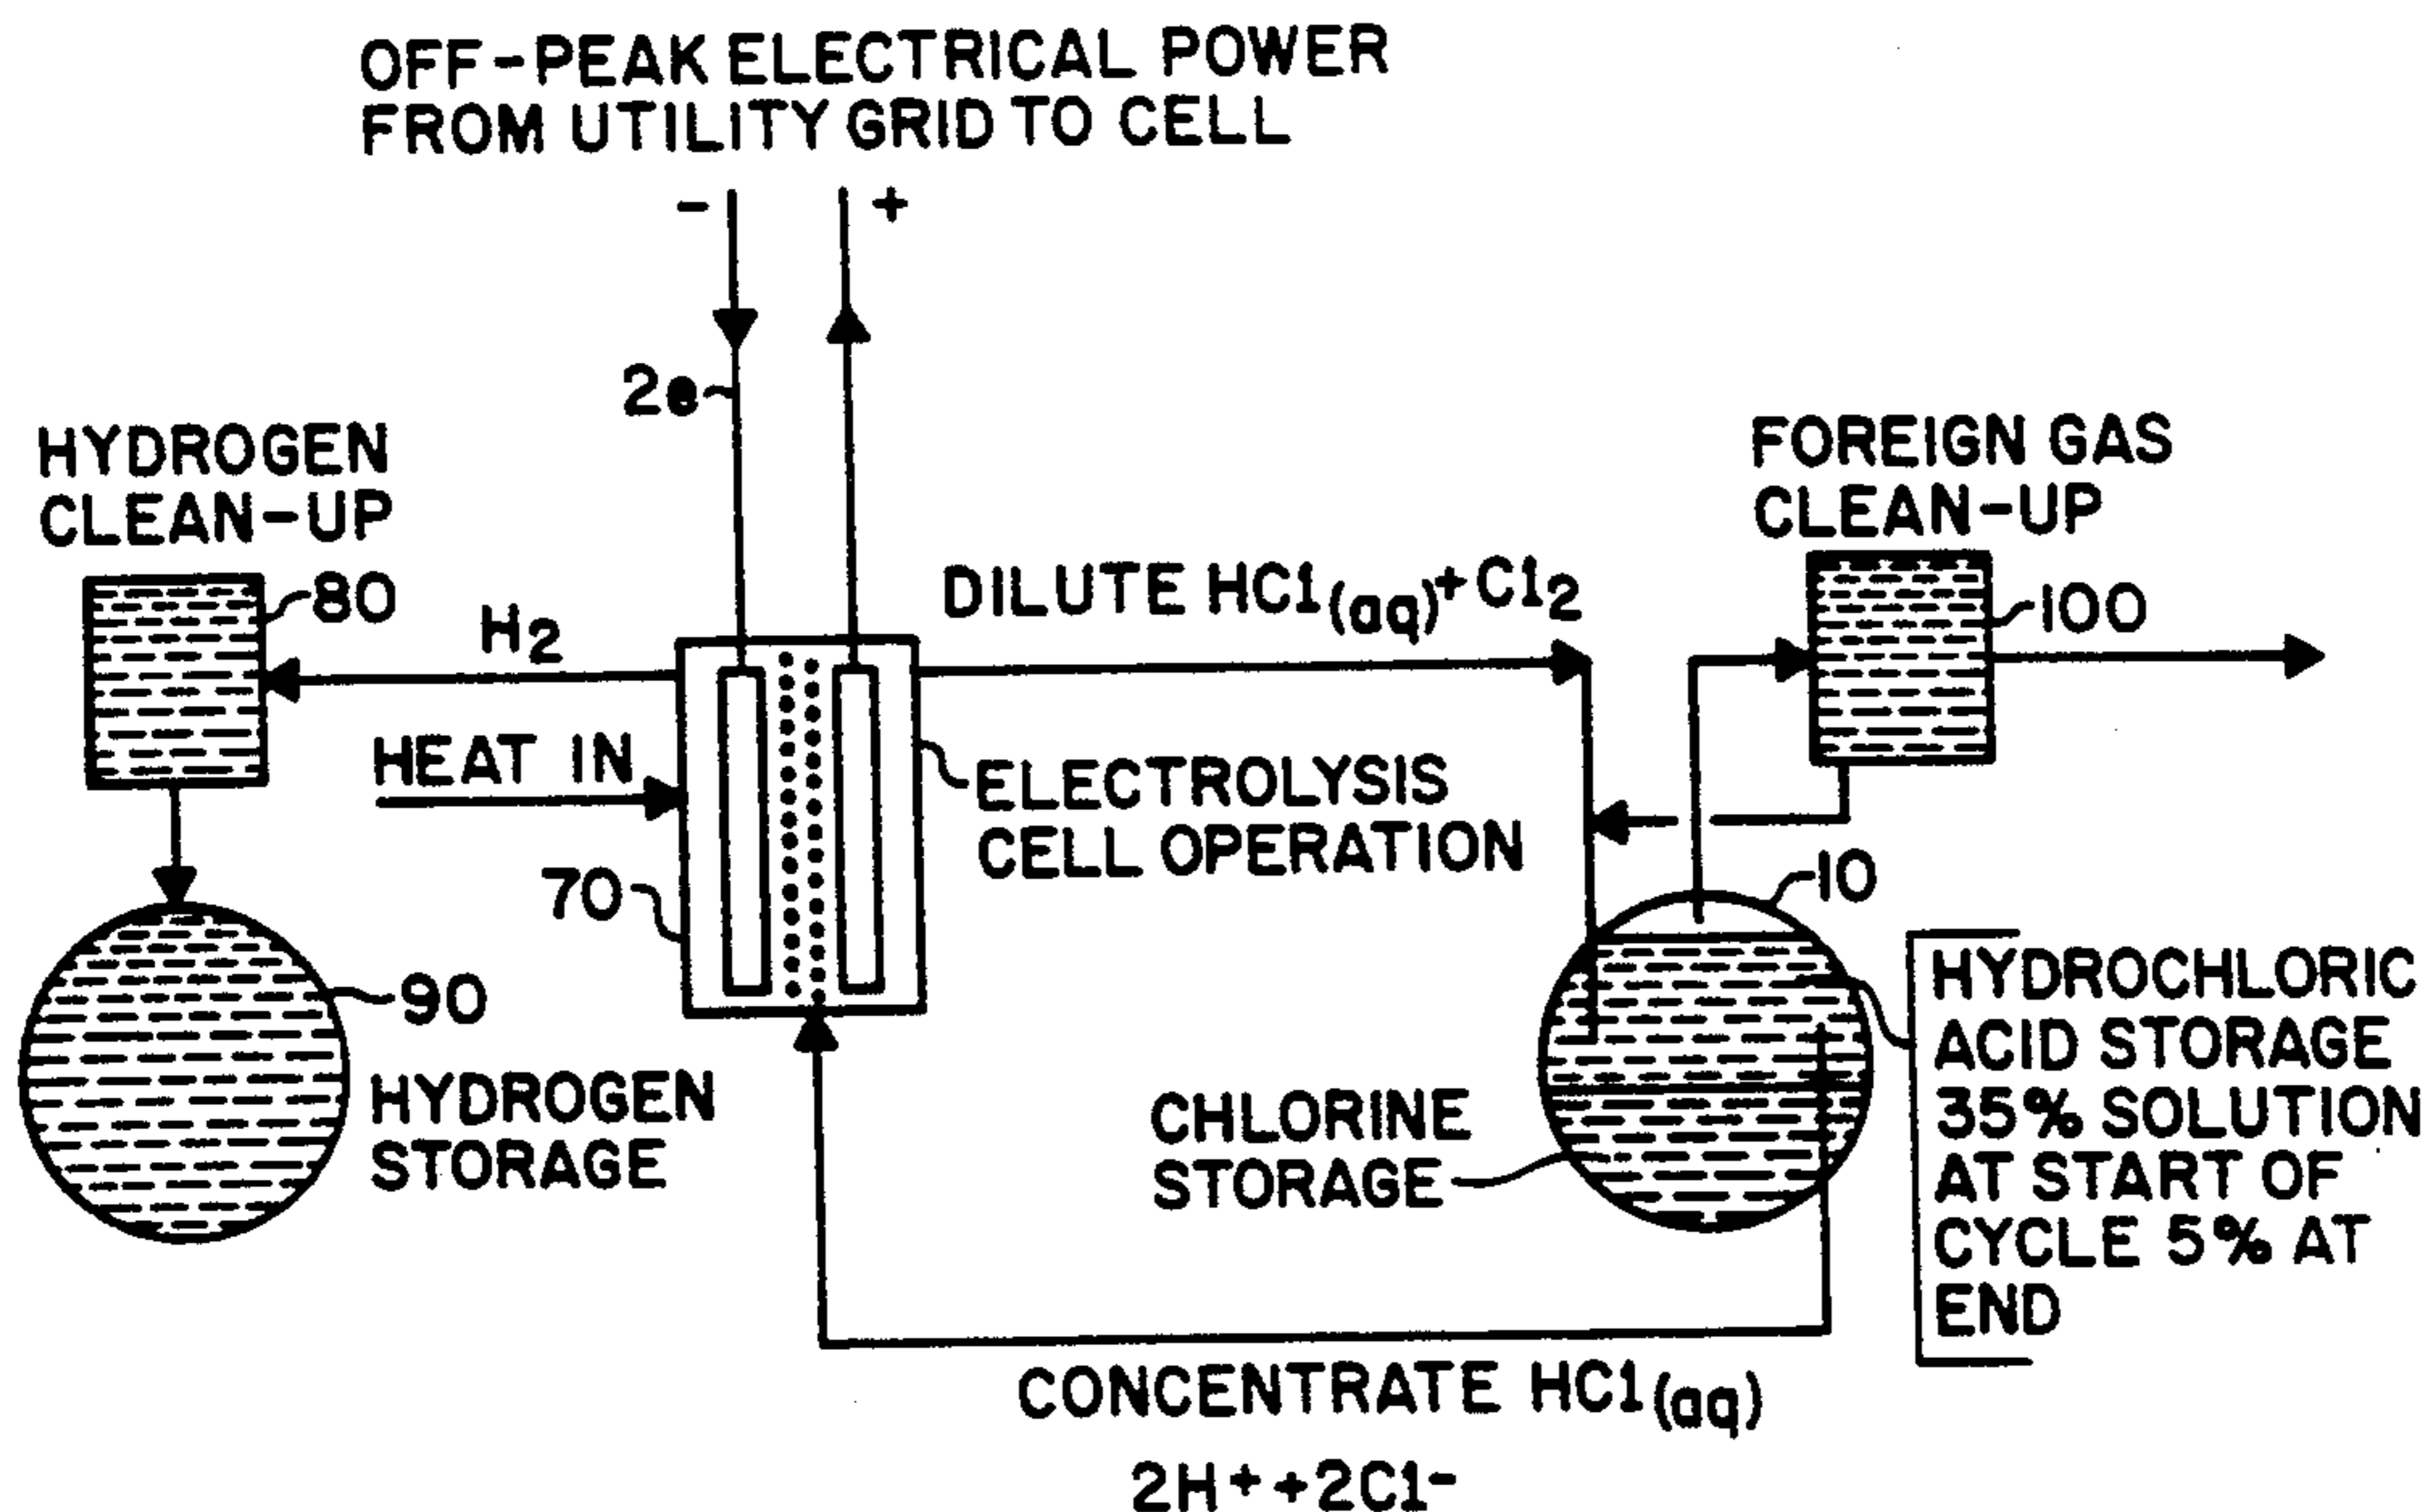 OFF-PEAK ELECTRICAL POWER
FROM UTILITY GRID TO CELL
- +
2e
HYDROGEN
CLEAN-UP
80
H2
HEAT IN
70
90
HYDROGEN
STORAGE
DILUTE HCl(aq)+Cl2
ELECTROLYSIS
CELL OPERATION
FOREIGN GAS
CLEAN-UP
100
10
CHLORINE
STORAGE
HYDROCHLORIC
ACID STORAGE
35% SOLUTION
AT START OF
CYCLE 5% AT
END
CONCENTRATE HCl(aq)
2H++2Cl-